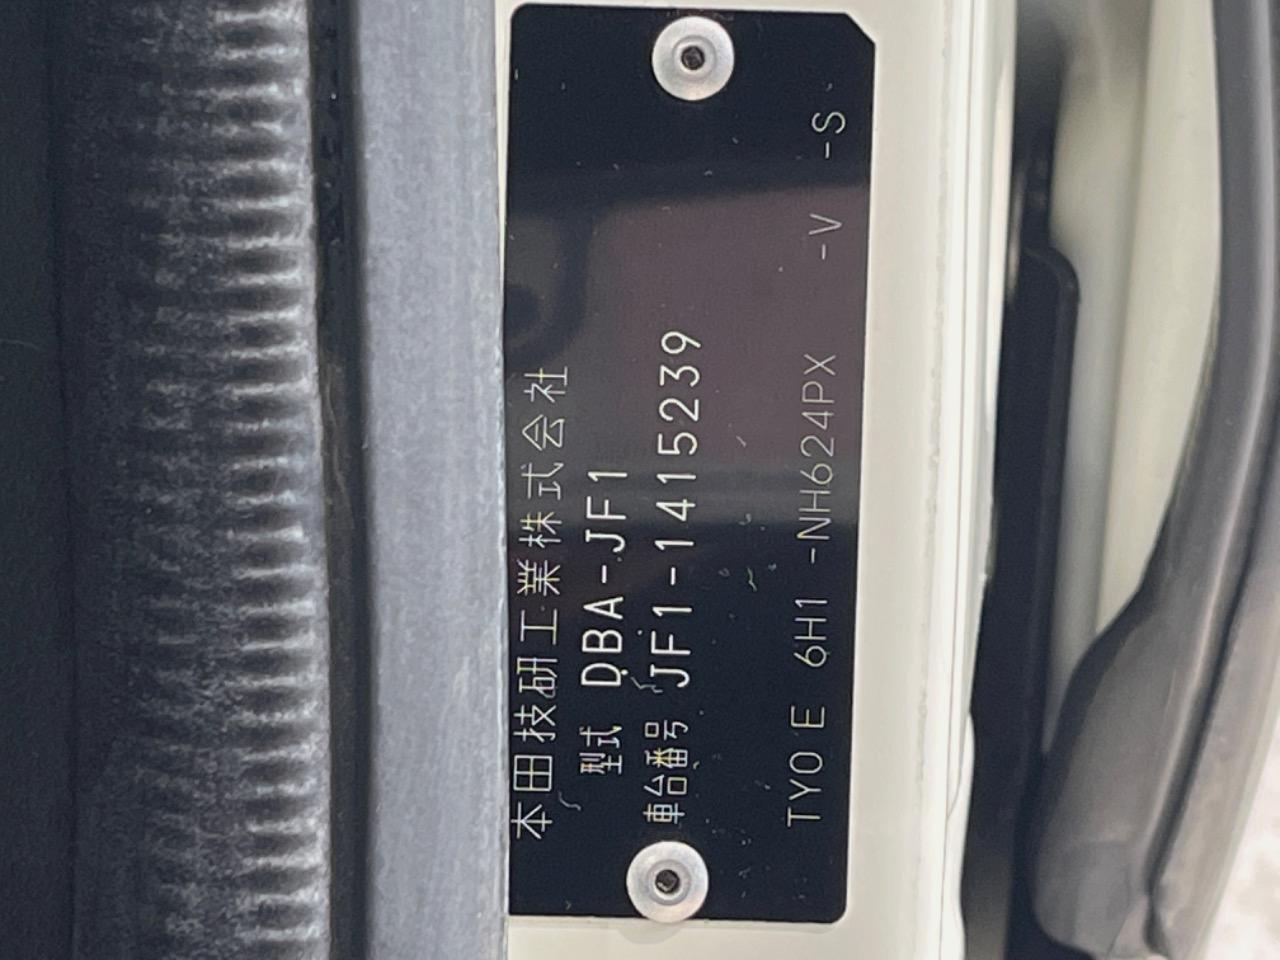 本田技研工業株式会社
型式 DBA-JF1
車台番号 JF1-1415239
TY0 E 6H1 -NH624PX -V -S